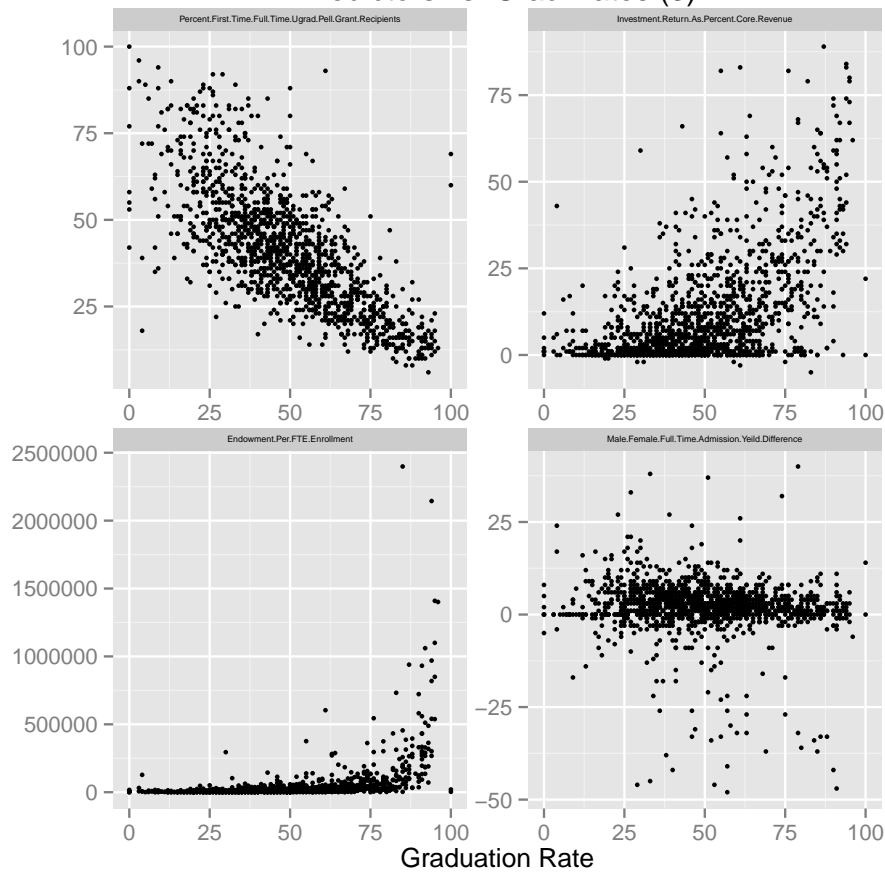 Percent.First.Time.Full.Time.Ugrad.Pell.Grant.Recipients
Investment.Return.As.Percent.Core.Revenue
100
75
50
25
75
50
25
0
0 25 50 75 100
0 25 50 75 100
Endowment.Per.FTE.Enrollment
Male.Female.Full.Time.Admission.Yeild.Difference
2500000
2000000
1500000
1000000
500000
0
25
0
−25
−50
0 25 50 75 100
0 25 50 75 100
Graduation Rate